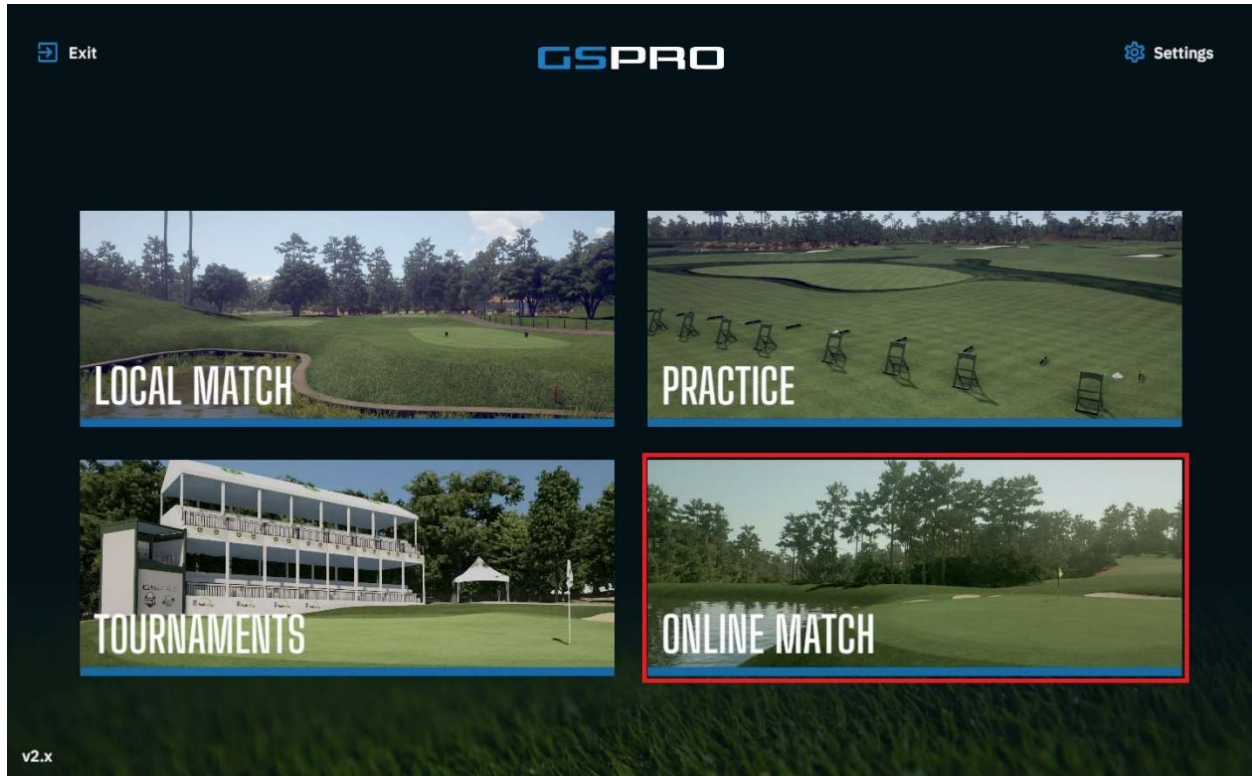 Exit
GSPRO
Settings
LOCAL MATCH
PRACTICE
TOURNAMENTS
ONLINE MATCH
v2.x